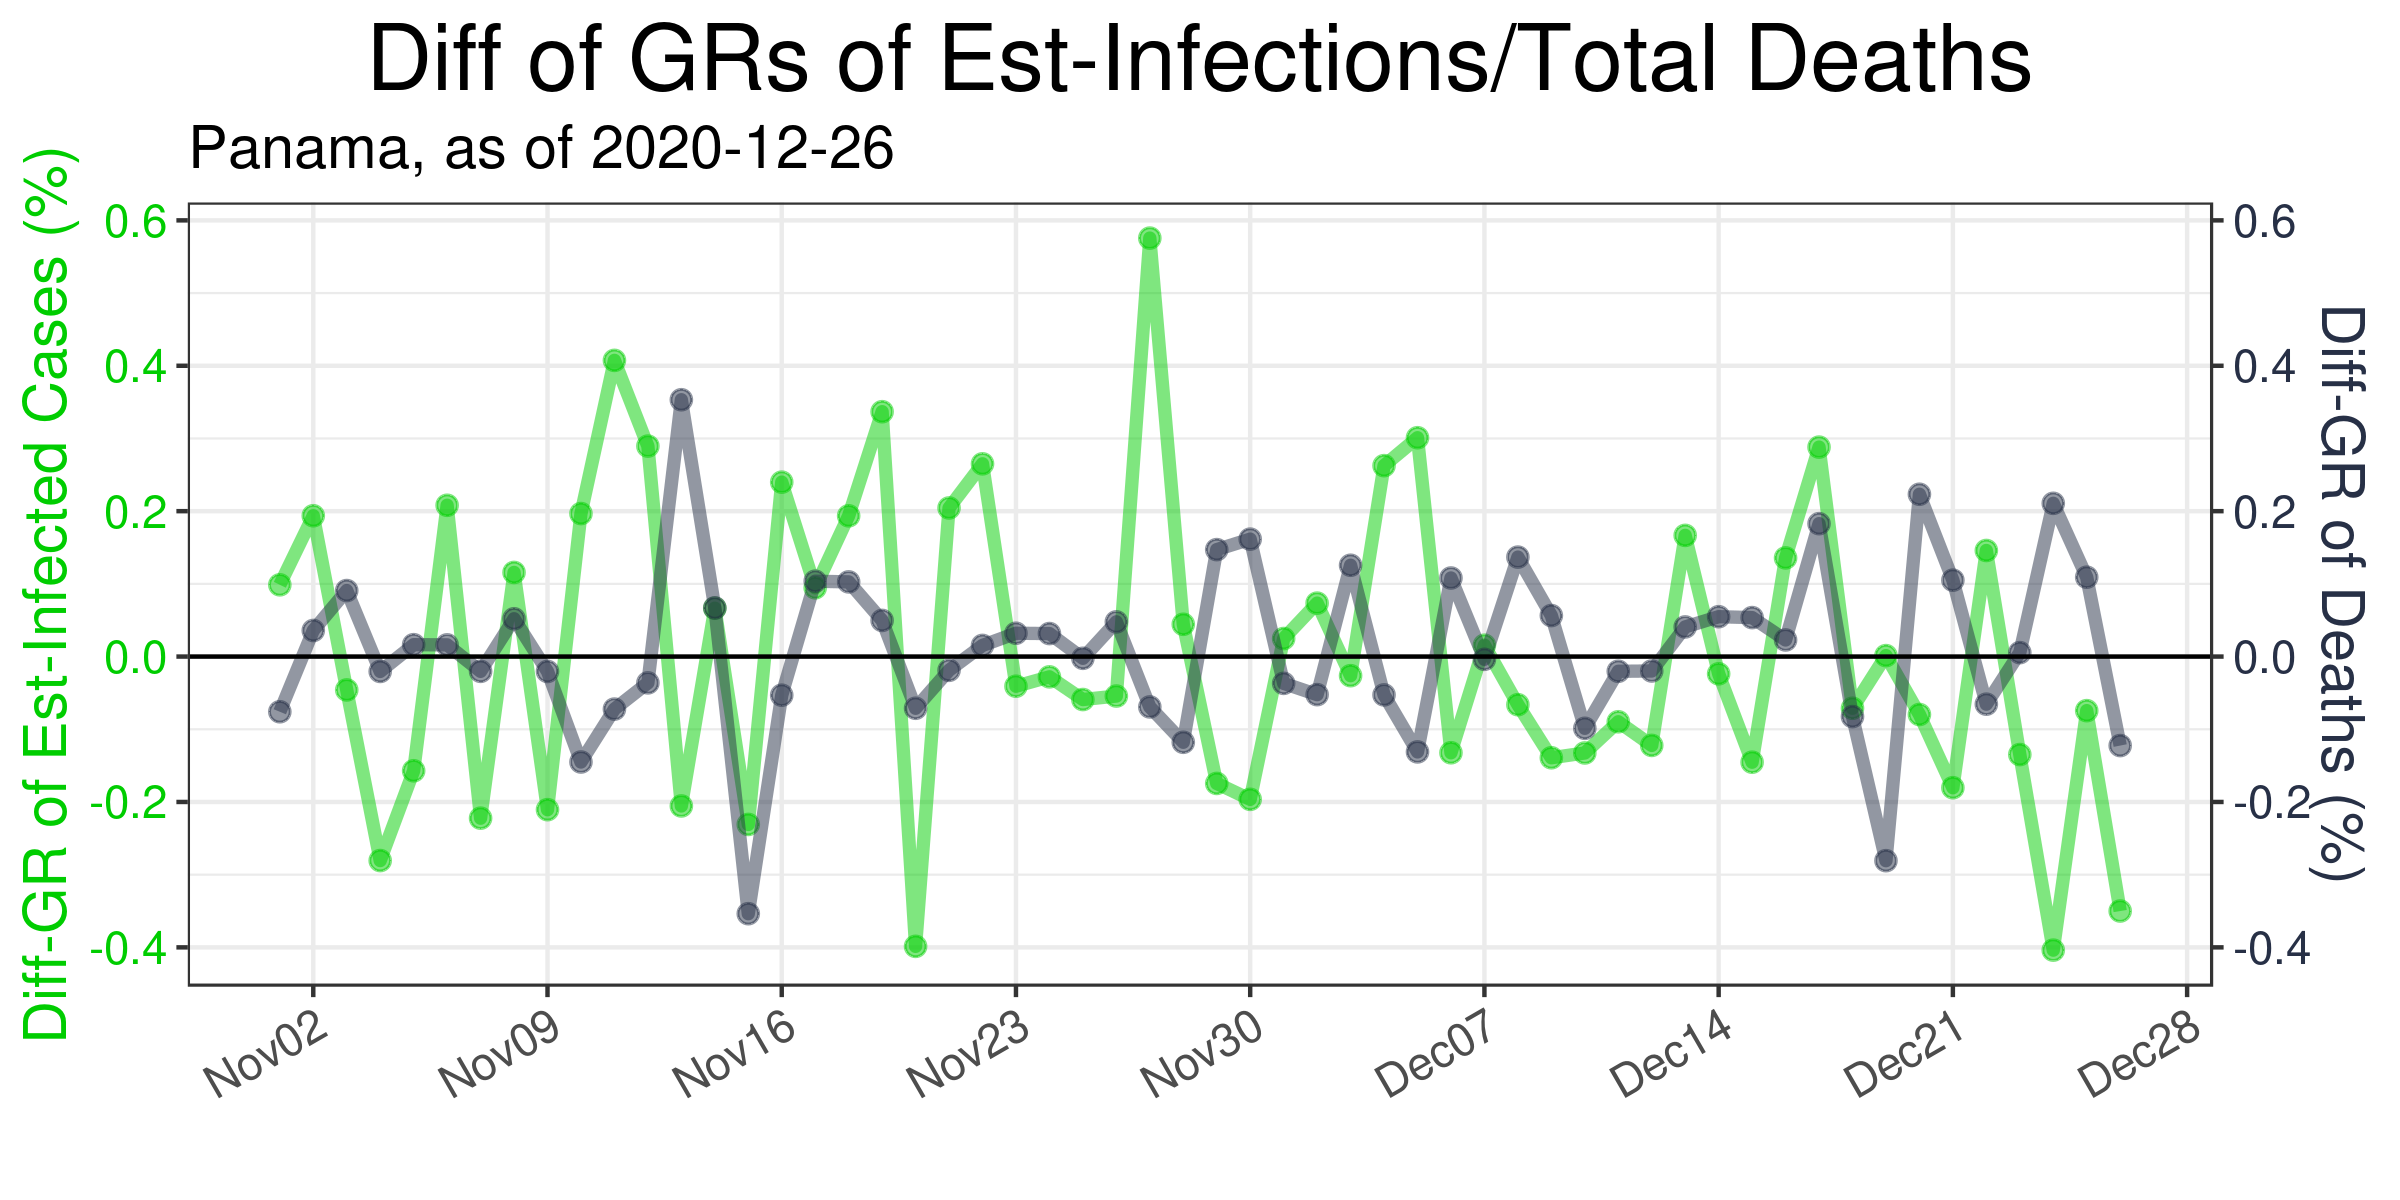 Diff of GRs of Est-Infections/Total Deaths
Panama, as of 2020-12-26
Diff-GR of Est-Infected Cases (%)
0.6
0.4
0.2
0.0
-0.2
-0.4
0.6
0.4
0.2
0.0
-0.2
-0.4
Diff-GR of Deaths (%)
Nov02
Nov09
Nov16
Nov23
Nov30
Dec07
Dec14
Dec21
Dec28